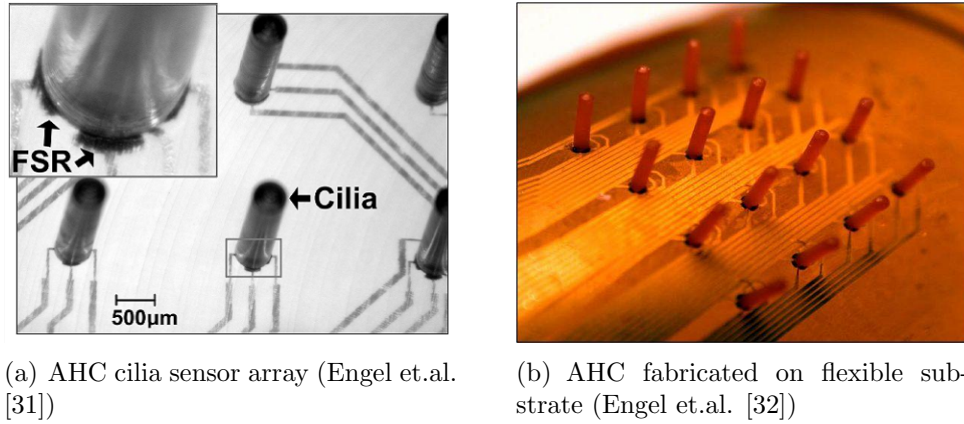 FSR
Cilia
500µm
(a) AHC cilia sensor array (Engel et.al.
[31])
(b) AHC fabricated on flexible sub-
strate (Engel et.al. [32])